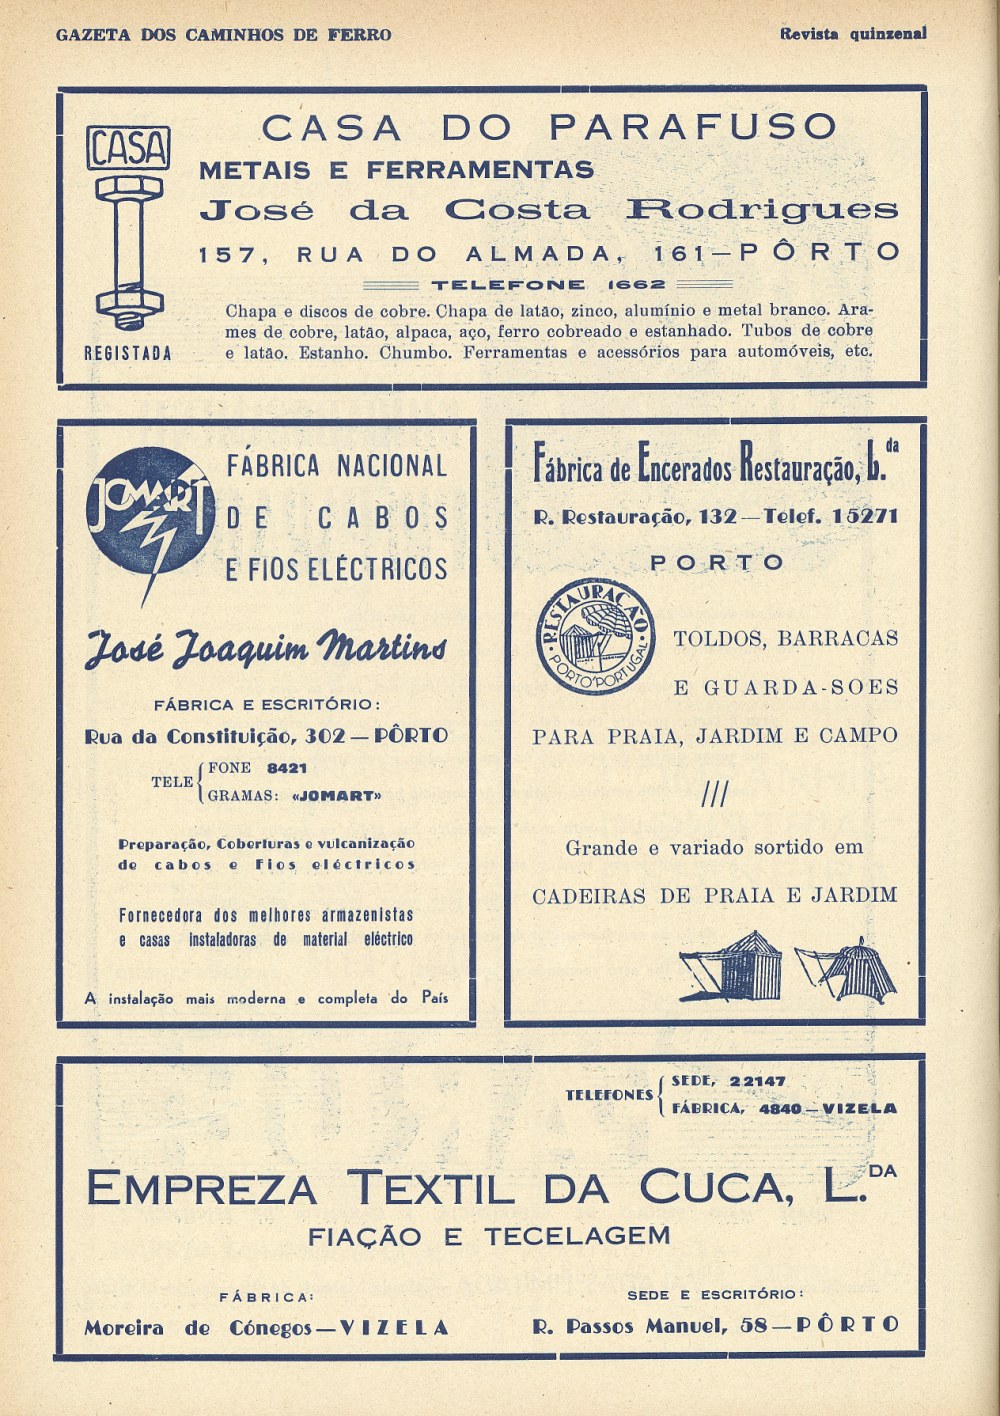 GAZETA DOS CAMINHOS DE FERRO
Revista quinzenal
CASA
REGISTADA
CASA DO PARAFUSO
METAIS E FERRAMENTAS
José da Costa Rodrigues
157, RUA DO ALMADA, 161—PÔRTO
TELEFONE 1662
Chapa e discos de cobre. Chapa de latão, zinco, alumínio e metal branco. Ara-
mes de cobre, latão, alpaca, aço, ferro cobreado e estanhado. Tubos de cobre
e latão. Estanho. Chumbo. Ferramentas e acessórios para automóveis, etc.
JOMART
FÁBRICA NACIONAL
DE CABOS
E FIOS ELÉCTRICOS
José Joaquim Martins
FÁBRICA E ESCRITÓRIO:
Rua da Constituição, 302—PÔRTO
TELE
FONE 8421
GRAMAS: «JOMART»
Preparação, Coberturas e vulcanização
de cabos e Fios eléctricos
Fornecedora dos melhores armazenistas
e casas instaladoras de material eléctrico
A instalação mais moderna e completa do País
Fábrica de Encerados Restauração, L.da
R. Restauração, 132—Telef. 15271
PORTO
RESTAURAÇÃO
PORTO-PORTUGAL
TOLDOS, BARRACAS
E GUARDA-SOES
PARA PRAIA, JARDIM E CAMPO
///
Grande e variado sortido em
CADEIRAS DE PRAIA E JARDIM
TELEFONES
SEDE, 22147
FÁBRICA, 4840—VIZELA
EMPREZA TEXTIL DA CUCA, L.DA
FIAÇÃO E TECELAGEM
FÁBRICA:
Moreira de Cónegos—VIZELA
SEDE E ESCRITÓRIO:
R. Passos Manuel, 58—PÔRTO